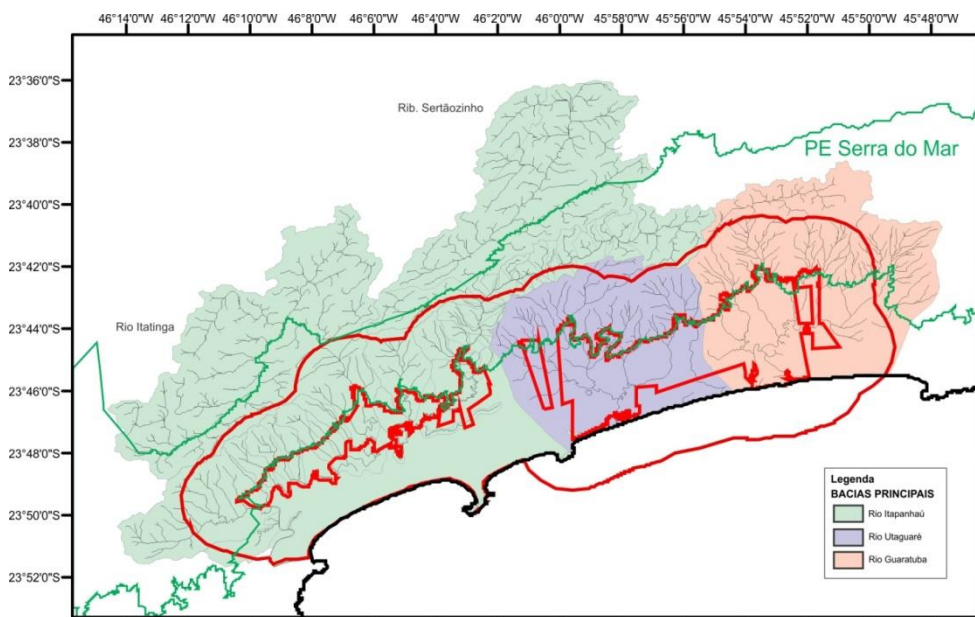 46°14'0"W 46°12'0"W 46°10'0"W 46°8'0"W 46°6'0"W 46°4'0"W 46°2'0"W 46°0'0"W 45°58'0"W 45°56'0"W 45°54'0"W 45°52'0"W 45°50'0"W 45°48'0"W
23°36'0"S
Rib. Sertãozinho
23°38'0"S
PE Serra do Mar
23°40'0"S
23°42'0"S
23°44'0"S
Rio Itatinga
23°46'0"S
23°48'0"S
23°50'0"S
23°52'0"S
Legenda
BACIAS PRINCIPAIS
Rio Itapanhaú
Rio Utaguaré
Rio Guaratuba